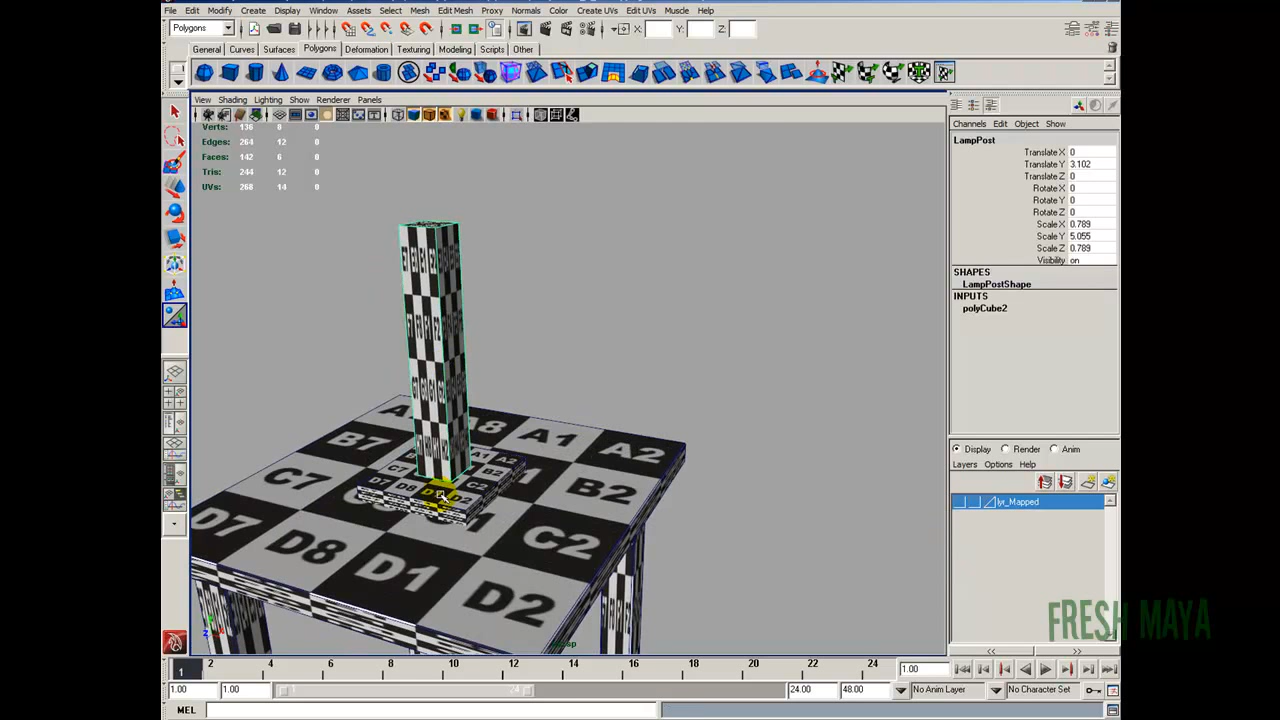 File Edit Modify Create Display Window Assets Select Mesh Edit Mesh Proxy Normals Color Create UVs Edit UVs Muscle Help
Polygons X: Y: Z:
General Curves Surfaces Polygons Deformation Texturing Modeling Scripts Other
View Shading Lighting Show Renderer Panels
Verts: 136 0 0
Edges: 264 12 0
Faces: 142 6 0
Tris: 244 12 0
UVs: 268 14 0
Channels Edit Object Show
LampPost
Translate X 0
Translate Y 3.102
Translate Z 0
Rotate X 0
Rotate Y 0
Rotate Z 0
Scale X 0.789
Scale Y 5.055
Scale Z 0.789
Visibility on
SHAPES
LampPostShape
INPUTS
polyCube2
A8 A1 A2
B7 B2
C7 C2
D7 D8 D1 D2
Display Render Anim
Layers Options Help
lyr_Mapped
FRESH MAYA
persp
2 4 6 8 10 12 14 16 18 20 22 24
1 1.00
1.00 1.00 24 24.00 48.00 No Anim Layer No Character Set
MEL